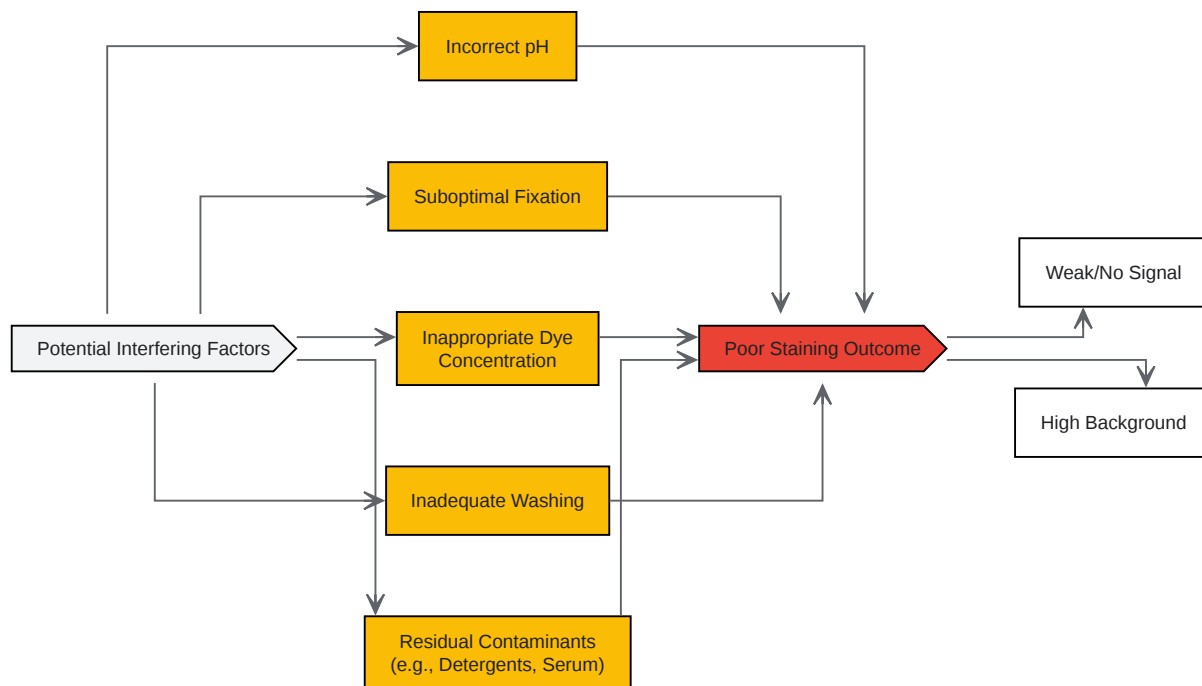 Incorrect pH
Suboptimal Fixation
Weak/No Signal
Potential Interfering Factors
Inappropriate Dye
Concentration
Poor Staining Outcome
High Background
Inadequate Washing
Residual Contaminants
(e.g., Detergents, Serum)